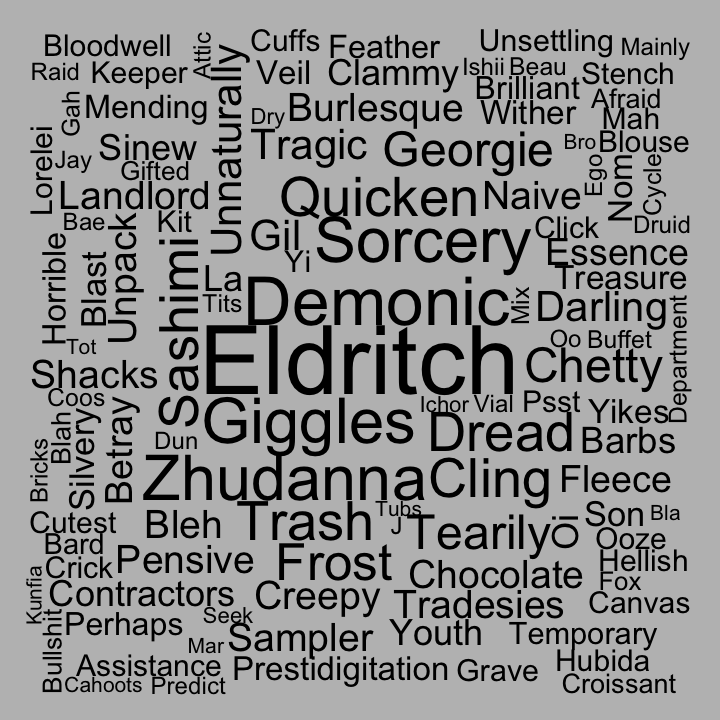 Bloodwell
Attic
Cuffs
Feather
Unsettling
Mainly
Raid
Keeper
Unnaturally
Veil
Clammy
Ishii
Beau
Stench
Brilliant
Gah
Mending
Dry
Burlesque
Wither
Afraid
Mah
Lorelei
Jay
Sinew
Gifted
Tragic
Georgie
Bro
Blouse
Ego
Nom
Cycle
Landlord
Quicken
Naive
Bae
Kit
Gil
Yi
Sorcery
Click
Druid
Essence
Horrible
Blast
Unpack
Sashimi
La
Tits
Demonic
Mix
Treasure
Darling
Department
Tot
Eldritch
Oo
Buffet
Chetty
Shacks
Coos
Giggles
Ichor
Vial
Psst
Yikes
Bricks
Blah
Silvery
Betray
Dun
Dread
Barbs
Zhudanna
Cling
Fleece
Cutest
Bleh
Trash
Tubs
J
Tearily
Oi
Son
Bla
Bard
Ooze
Crick
Pensive
Frost
Chocolate
Hellish
Fox
Kunfia
Contractors
Creepy
Tradesies
Canvas
Bullshit
Perhaps
Seek
Mar
Sampler
Youth
Temporary
Assistance
Prestidigitation
Grave
Hubida
Cahoots
Predict
Croissant